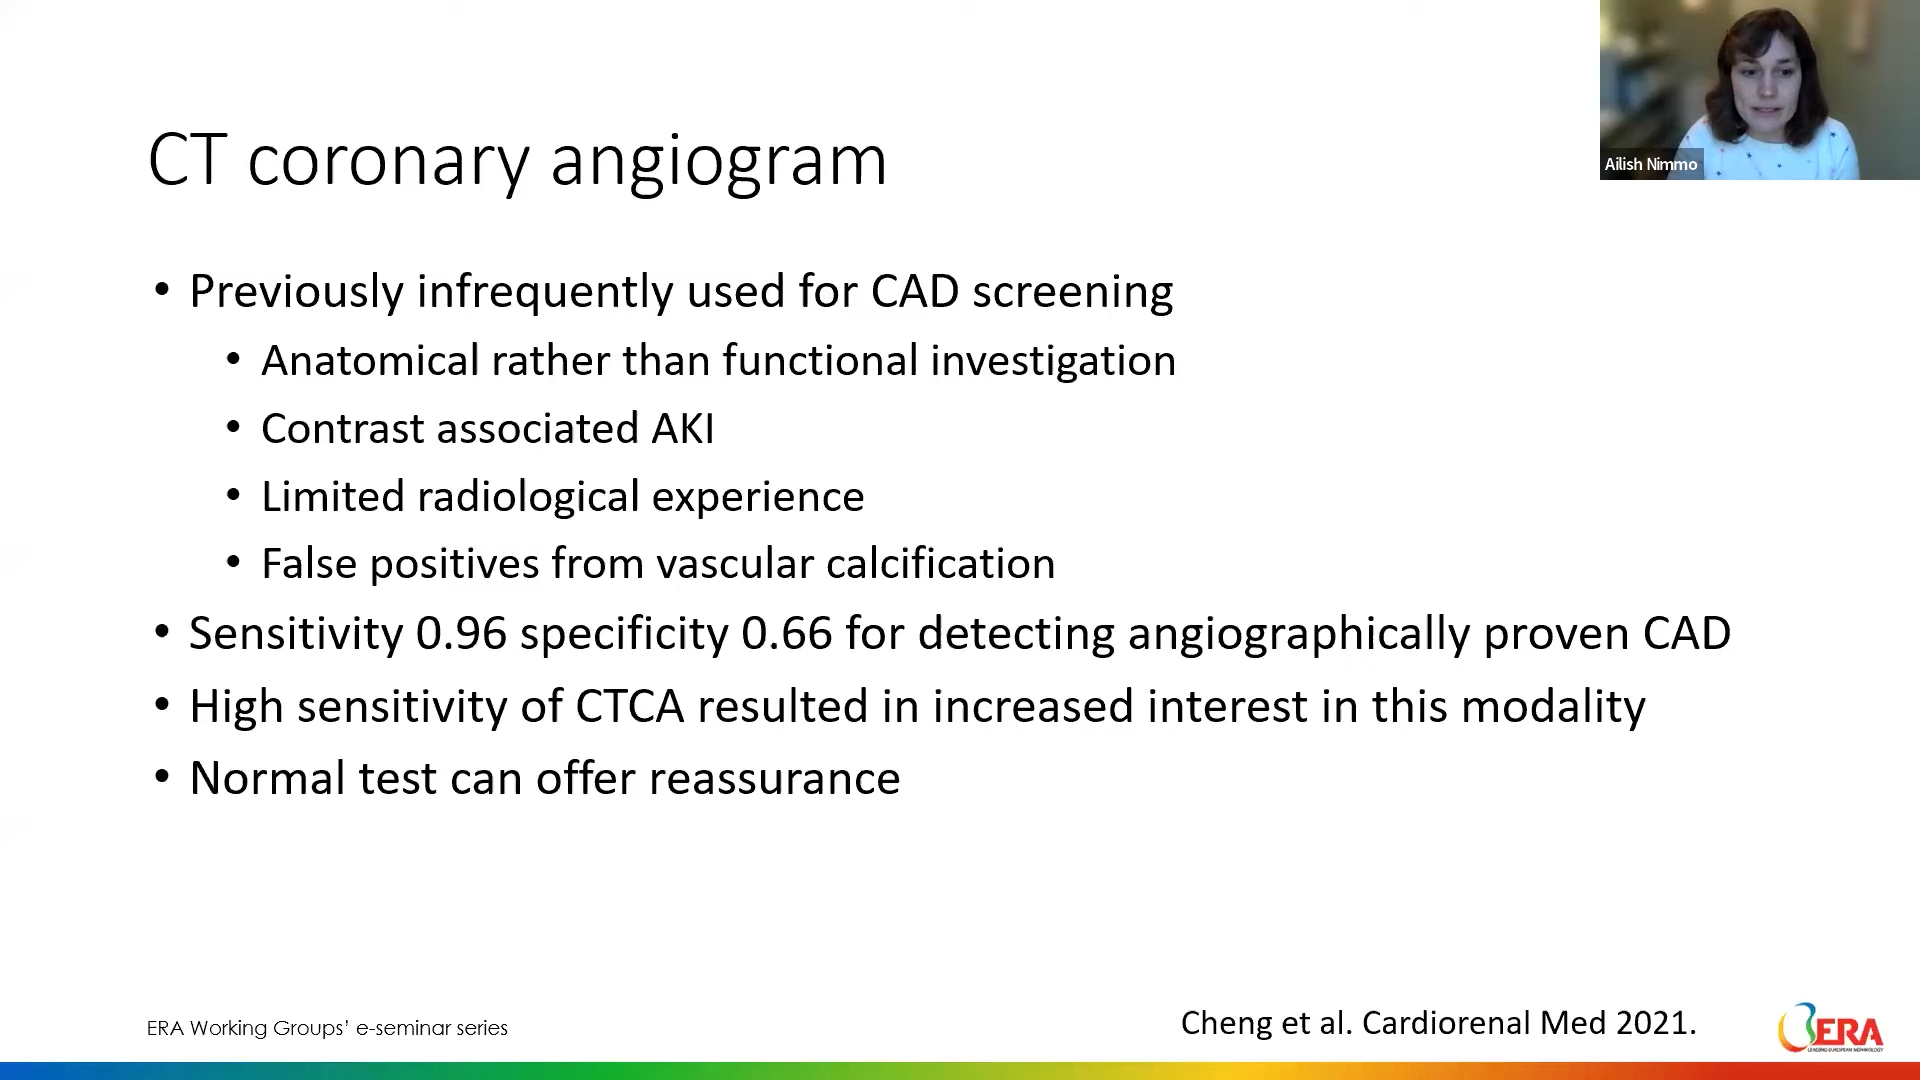 Ailish Nimmo
CT coronary angiogram
• Previously infrequently used for CAD screening
• Anatomical rather than functional investigation
• Contrast associated AKI
• Limited radiological experience
• False positives from vascular calcification
• Sensitivity 0.96 specificity 0.66 for detecting angiographically proven CAD
• High sensitivity of CTCA resulted in increased interest in this modality
• Normal test can offer reassurance
ERA Working Groups’ e-seminar series
Cheng et al. Cardiorenal Med 2021.
ERA
LEADING EUROPEAN NEPHROLOGY